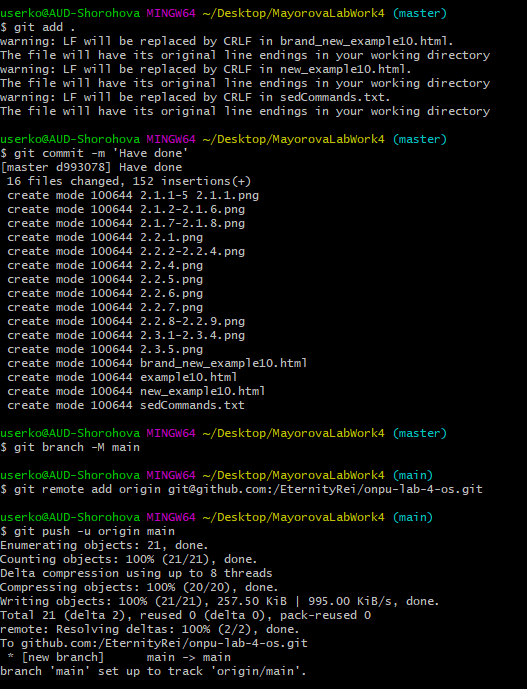 userko@AUD-Shorohova MINGW64 ~/Desktop/MayorovaLabWork4 (master)
$ git add .
warning: LF will be replaced by CRLF in brand_new_example10.html.
The file will have its original line endings in your working directory
warning: LF will be replaced by CRLF in new_example10.html.
The file will have its original line endings in your working directory
warning: LF will be replaced by CRLF in sedCommands.txt.
The file will have its original line endings in your working directory
userko@AUD-Shorohova MINGW64 ~/Desktop/MayorovaLabWork4 (master)
$ git commit -m 'Have done'
[master d993078] Have done
 16 files changed, 152 insertions(+)
 create mode 100644 2.1.1-5 2.1.1.png
 create mode 100644 2.1.2-2.1.6.png
 create mode 100644 2.1.7-2.1.8.png
 create mode 100644 2.2.1.png
 create mode 100644 2.2.2-2.2.4.png
 create mode 100644 2.2.4.png
 create mode 100644 2.2.5.png
 create mode 100644 2.2.6.png
 create mode 100644 2.2.7.png
 create mode 100644 2.2.8-2.2.9.png
 create mode 100644 2.3.1-2.3.4.png
 create mode 100644 2.3.5.png
 create mode 100644 brand_new_example10.html
 create mode 100644 example10.html
 create mode 100644 new_example10.html
 create mode 100644 sedCommands.txt
userko@AUD-Shorohova MINGW64 ~/Desktop/MayorovaLabWork4 (master)
$ git branch -M main
userko@AUD-Shorohova MINGW64 ~/Desktop/MayorovaLabWork4 (main)
$ git remote add origin git@github.com:/EternityRei/onpu-lab-4-os.git
userko@AUD-Shorohova MINGW64 ~/Desktop/MayorovaLabWork4 (main)
$ git push -u origin main
Enumerating objects: 21, done.
Counting objects: 100% (21/21), done.
Delta compression using up to 8 threads
Compressing objects: 100% (20/20), done.
Writing objects: 100% (21/21), 257.50 KiB | 995.00 KiB/s, done.
Total 21 (delta 2), reused 0 (delta 0), pack-reused 0
remote: Resolving deltas: 100% (2/2), done.
To github.com:/EternityRei/onpu-lab-4-os.git
 * [new branch]      main -> main
branch 'main' set up to track 'origin/main'.